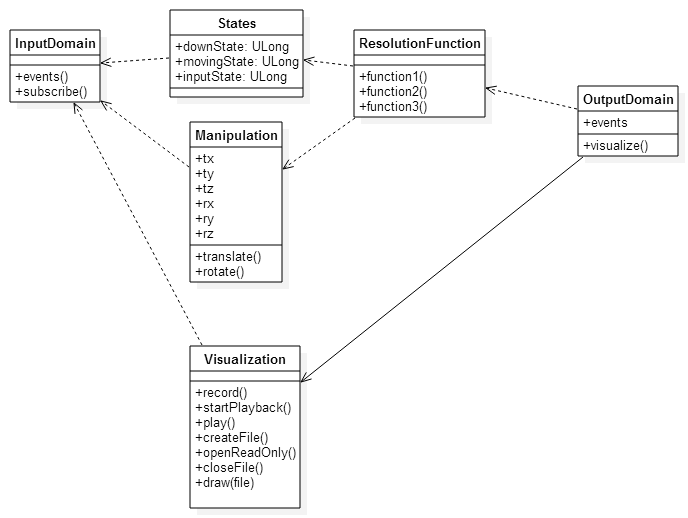 InputDomain
+events()
+subscribe()
States
+downState: ULong
+movingState: ULong
+inputState: ULong
ResolutionFunction
+function1()
+function2()
+function3()
OutputDomain
+events
+visualize()
Manipulation
+tx
+ty
+tz
+rx
+ry
+rz
+translate()
+rotate()
Visualization
+record()
+startPlayback()
+play()
+createFile()
+openReadOnly()
+closeFile()
+draw(file)